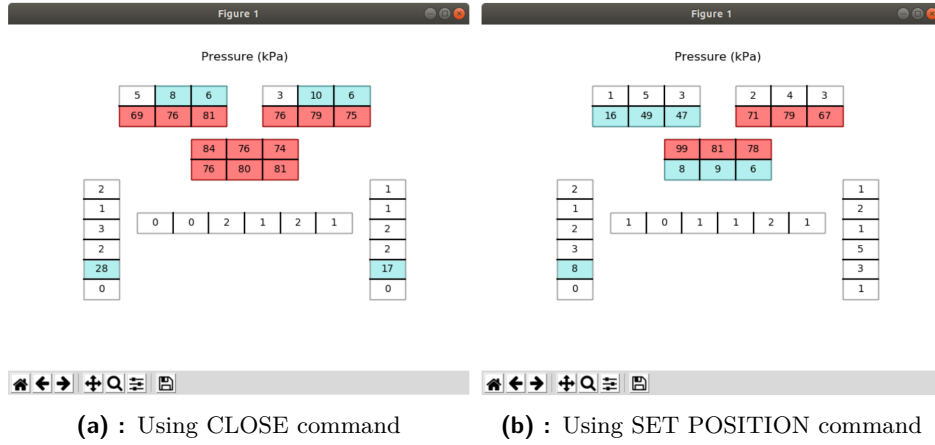 Figure 1
Pressure (kPa)
5 8 6 3 10 6
69 76 81 76 79 75
84 76 74
76 80 81
2 1
1 1
3 0 0 2 1 2 1 2
2 2
28 17
0 0
(a) : Using CLOSE command
Figure 1
Pressure (kPa)
1 5 3 2 4 3
16 49 47 71 79 67
99 81 78
8 9 6
2 1
1 2
2 1 0 1 1 2 1 1
3 5
8 3
0 1
(b) : Using SET POSITION command